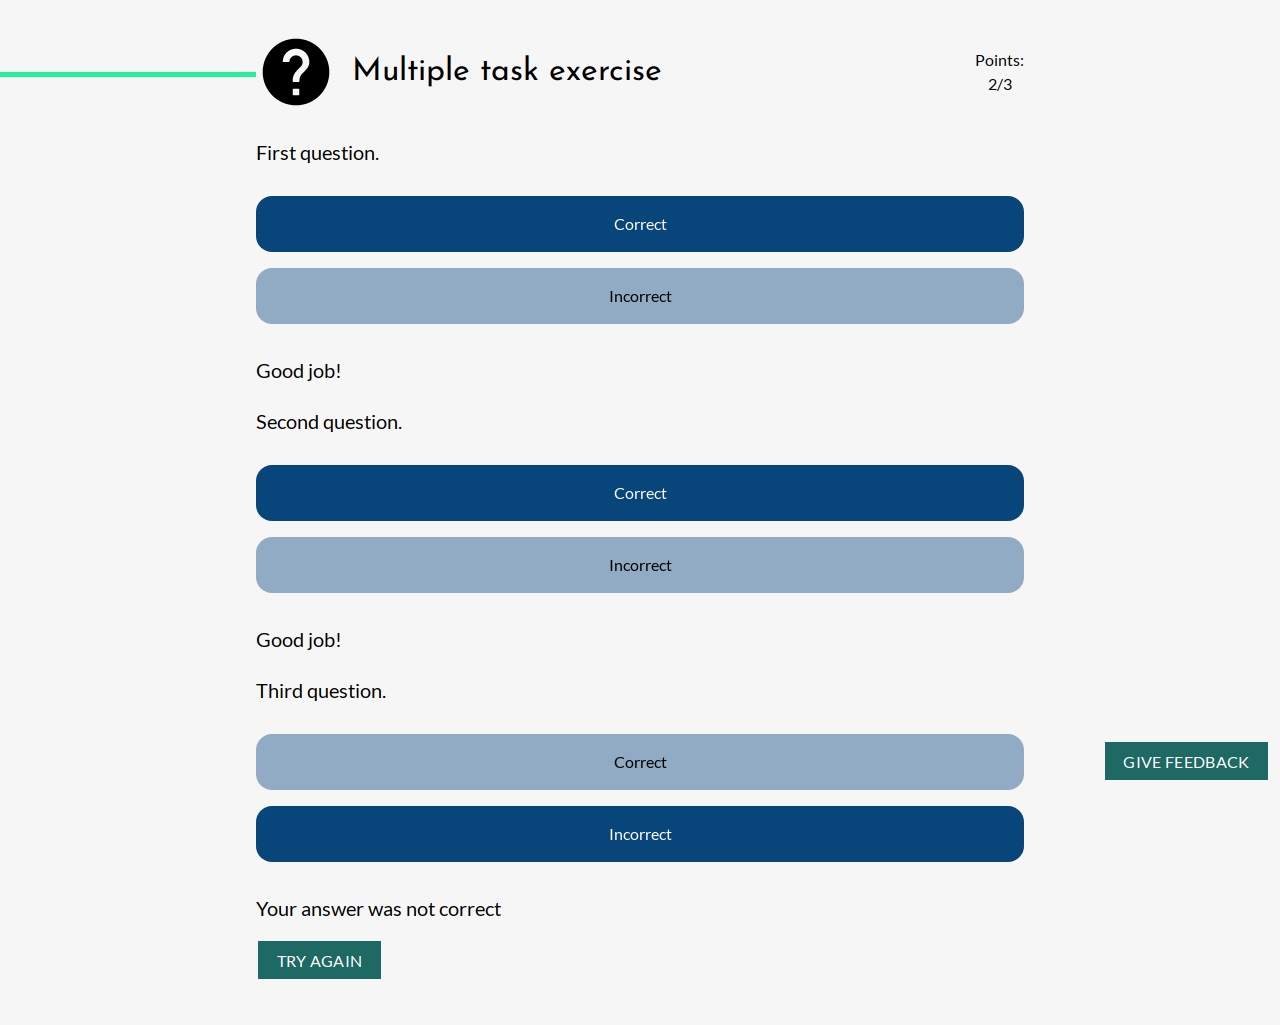 Multiple task exercise
Points:
2/3
First question.
Correct
Incorrect
Good job!
Second question.
Correct
Incorrect
Good job!
Third question.
Correct
GIVE FEEDBACK
Incorrect
Your answer was not correct
TRY AGAIN